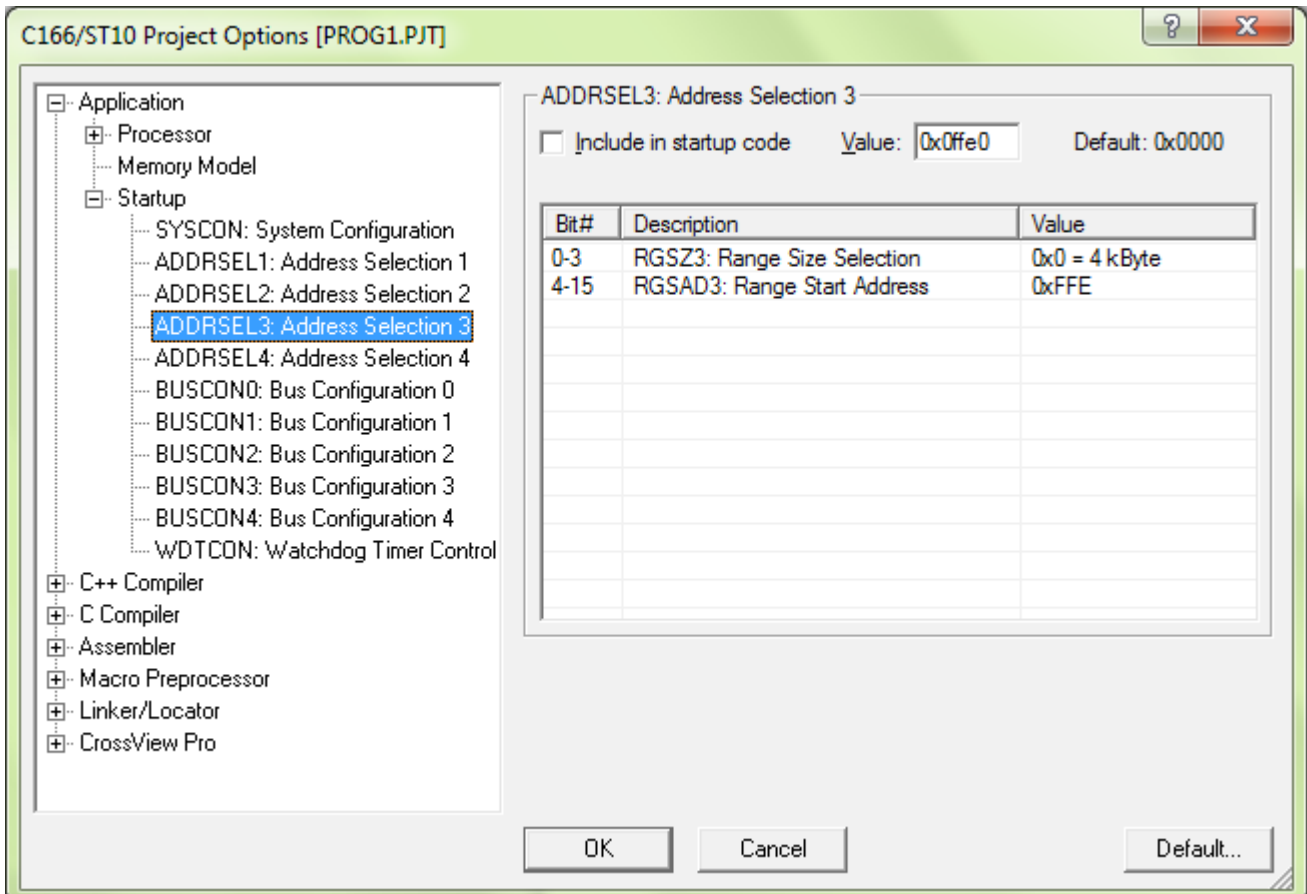 C166/ST10 Project Options [PROG1.PJT]
Application
Processor
Memory Model
Startup
SYSCON: System Configuration
ADDRSEL1: Address Selection 1
ADDRSEL2: Address Selection 2
ADDRSEL3: Address Selection 3
ADDRSEL4: Address Selection 4
BUSCON0: Bus Configuration 0
BUSCON1: Bus Configuration 1
BUSCON2: Bus Configuration 2
BUSCON3: Bus Configuration 3
BUSCON4: Bus Configuration 4
WDTCON: Watchdog Timer Control
C++ Compiler
C Compiler
Assembler
Macro Preprocessor
Linker/Locator
CrossView Pro
ADDRSEL3: Address Selection 3
Include in startup code Value: 0x0ffe0 Default: 0x0000
Bit# Description Value
0-3 RGSZ3: Range Size Selection 0x0 = 4 kByte
4-15 RGSAD3: Range Start Address 0xFFE
OK Cancel Default...